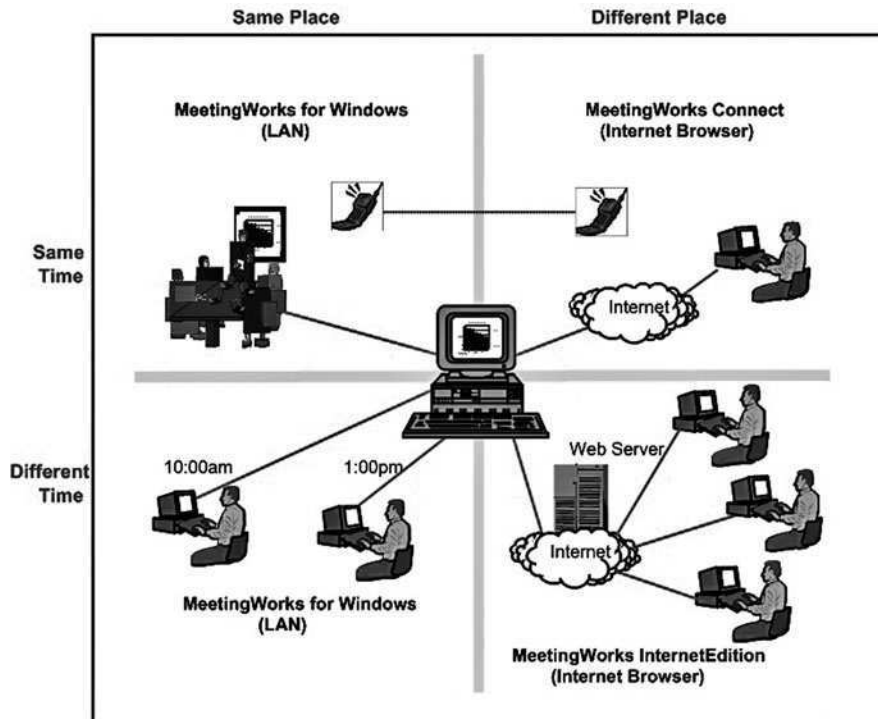 Same Place
Different Place
MeetingWorks for Windows
(LAN)
MeetingWorks Connect
(Internet Browser)
Same
Time
Internet
Different
Time
10:00am
1:00pm
Web Server
Internet
MeetingWorks for Windows
(LAN)
MeetingWorks InternetEdition
(Internet Browser)